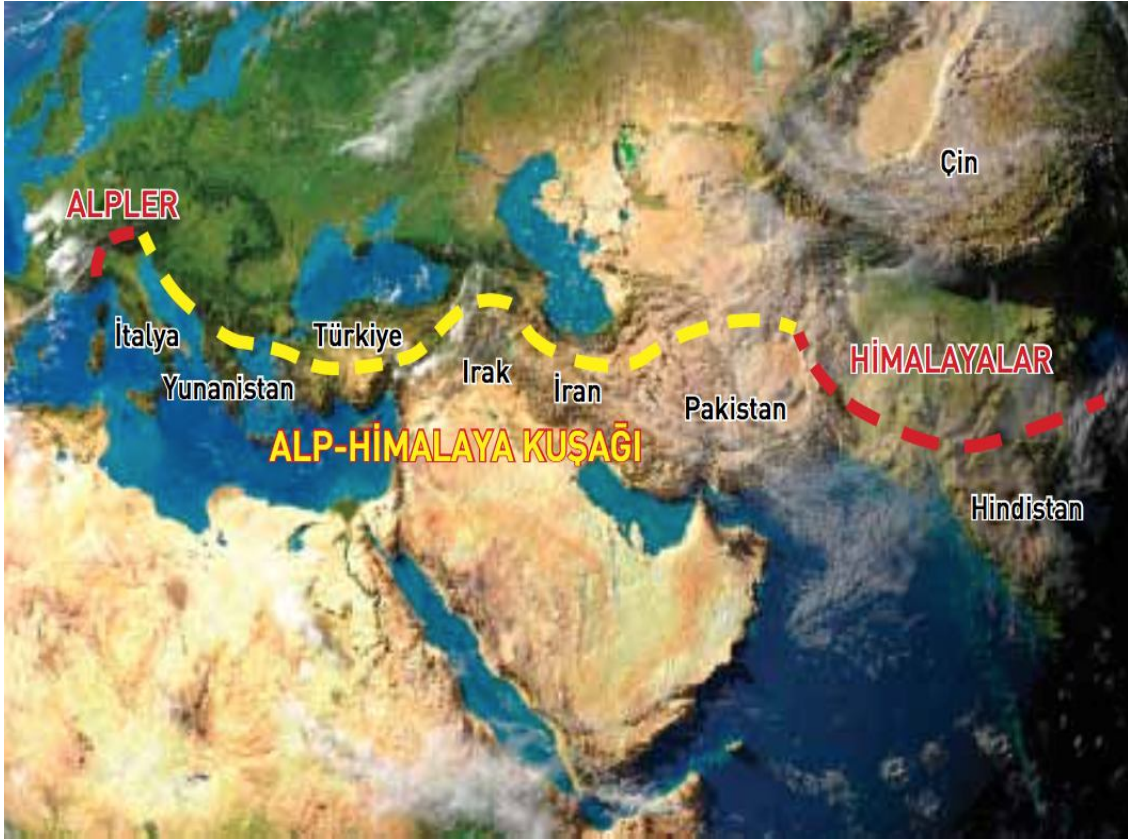 Çin
ALPLER
İtalya
Türkiye
Yunanistan
Irak
İran
HİMALAYALAR
Pakistan
ALP-HİMALAYA KUŞAĞI
Hindistan